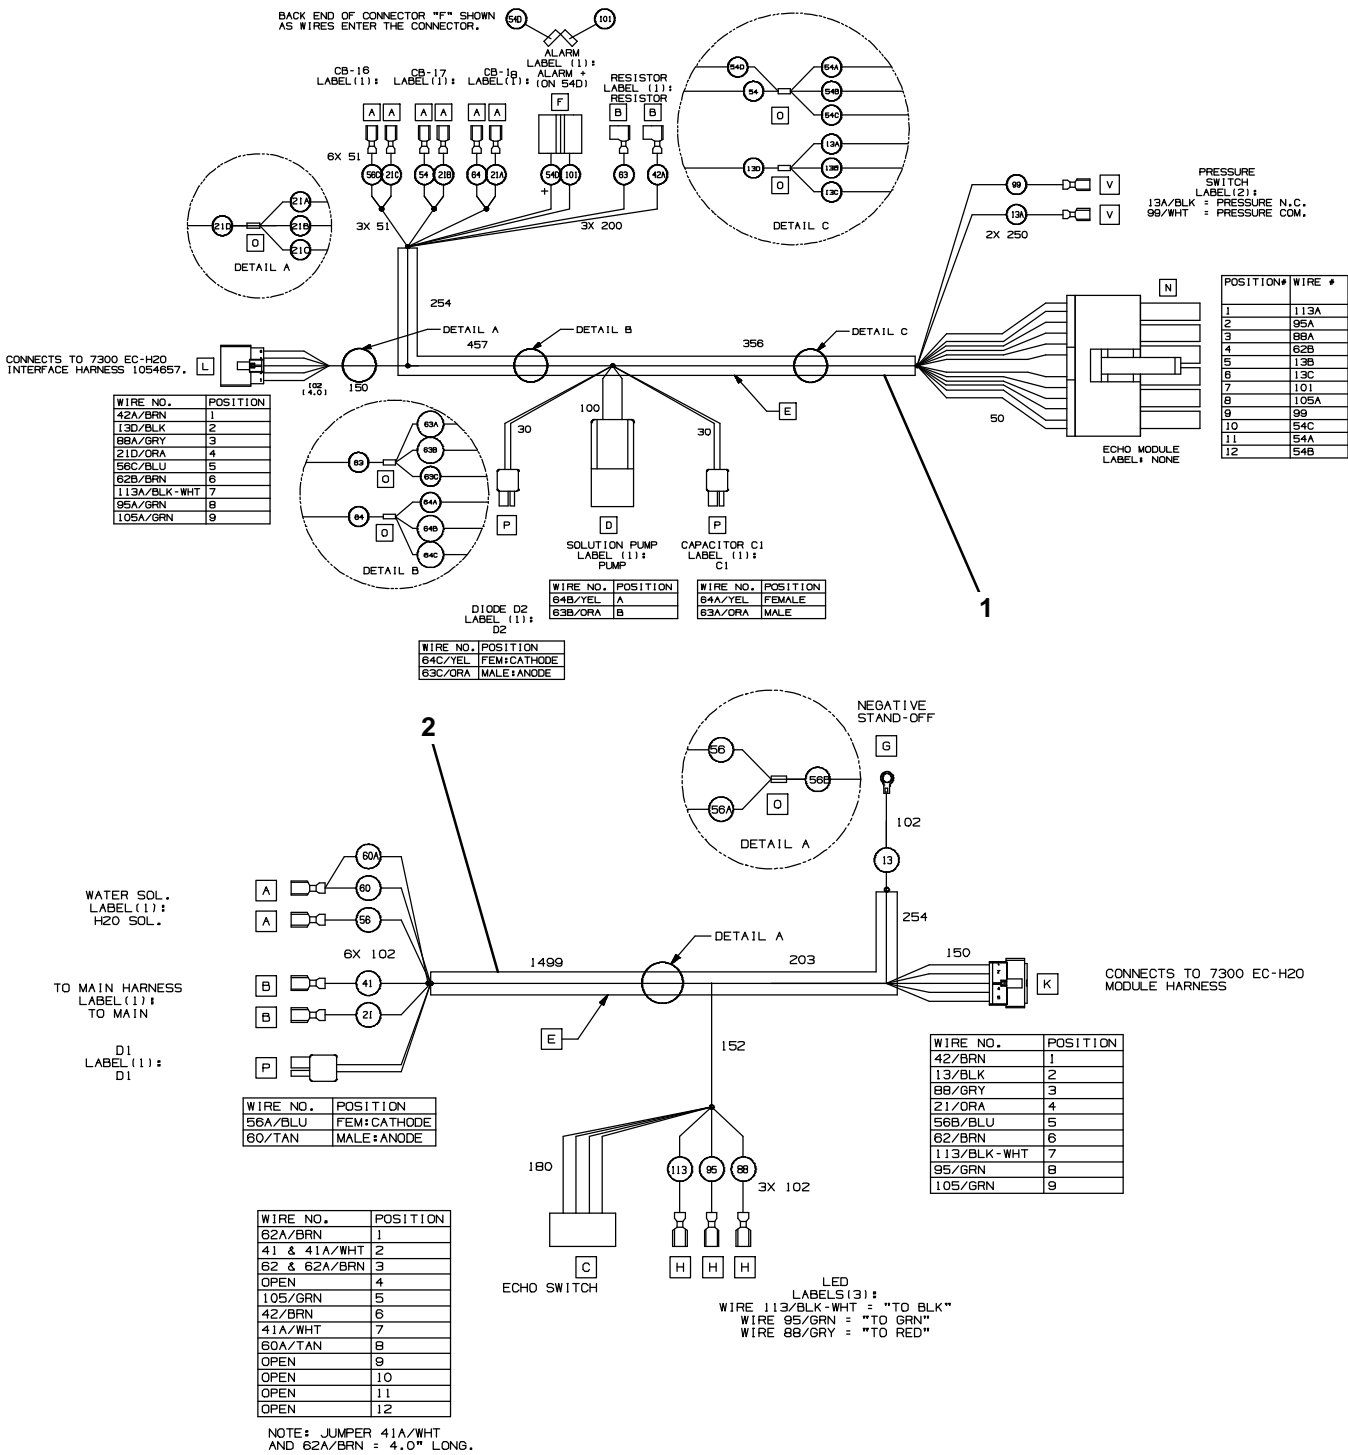 BACK END OF CONNECTOR "F" SHOWN
AS WIRES ENTER THE CONNECTOR.
54D
101
ALARM
LABEL (1):
ALARM +
(ON 54D)
F
CB-16
LABEL(1):
CB-17
LABEL(1):
CB-18
LABEL(1):
RESISTOR
LABEL (1):
RESISTOR
A A A A A A B B
6X 51
56C 21C 54 21B 64 21A 54D 101 63 42A
+
3X 51
3X 200
54D 54A
54 54B
O 54C
13A
13D 13B
O 13C
DETAIL C
21A
21D 21B
O 21C
DETAIL A
99 V
13A V
2X 250
PRESSURE
SWITCH
LABEL(2):
13A/BLK = PRESSURE N.C.
99/WHT = PRESSURE COM.
254
DETAIL A
457
DETAIL B
356
DETAIL C
CONNECTS TO 7300 EC-H2O
INTERFACE HARNESS 1054657.
L
102
(4.0)
150
WIRE NO. POSITION
42A/BRN 1
13D/BLK 2
88A/GRY 3
21D/ORA 4
56C/BLU 5
62B/BRN 6
113A/BLK-WHT 7
95A/GRN 8
105A/GRN 9
63A
63 63B
O 63C
64A
64 64B
O 64C
DETAIL B
30
100
30
E
P
D
P
SOLUTION PUMP
LABEL (1):
PUMP
CAPACITOR C1
LABEL (1):
C1
WIRE NO. POSITION
64B/YEL A
63B/ORA B
WIRE NO. POSITION
64A/YEL FEMALE
63A/ORA MALE
DIODE D2
LABEL (1):
D2
WIRE NO. POSITION
64C/YEL FEM:CATHODE
63C/ORA MALE:ANODE
50
N
ECHO MODULE
LABEL: NONE
POSITION# WIRE #
1 113A
2 95A
3 88A
4 62B
5 13B
6 13C
7 101
8 105A
9 99
10 54C
11 54A
12 54B
1
2
56
56A
56B
O
DETAIL A
NEGATIVE
STAND-OFF
G
102
13
254
WATER SOL.
LABEL(1):
H2O SOL.
A
A
60A
60
56
6X 102
TO MAIN HARNESS
LABEL(1):
TO MAIN
B 41
B 21
D1
LABEL(1):
D1
P
WIRE NO. POSITION
56A/BLU FEM:CATHODE
60/TAN MALE:ANODE
1499
DETAIL A
203
E
150
K
CONNECTS TO 7300 EC-H2O
MODULE HARNESS
WIRE NO. POSITION
42/BRN 1
13/BLK 2
88/GRY 3
21/ORA 4
56B/BLU 5
62/BRN 6
113/BLK-WHT 7
95/GRN 8
105/GRN 9
152
180
113 95 88
3X 102
C
ECHO SWITCH
H H H
LED
LABELS(3):
WIRE 113/BLK-WHT = "TO BLK"
WIRE 95/GRN = "TO GRN"
WIRE 88/GRY = "TO RED"
WIRE NO. POSITION
62A/BRN 1
41 & 41A/WHT 2
62 & 62A/BRN 3
OPEN 4
105/GRN 5
42/BRN 6
41A/WHT 7
60A/TAN 8
OPEN 9
OPEN 10
OPEN 11
OPEN 12
NOTE: JUMPER 41A/WHT
AND 62A/BRN = 4.0" LONG.